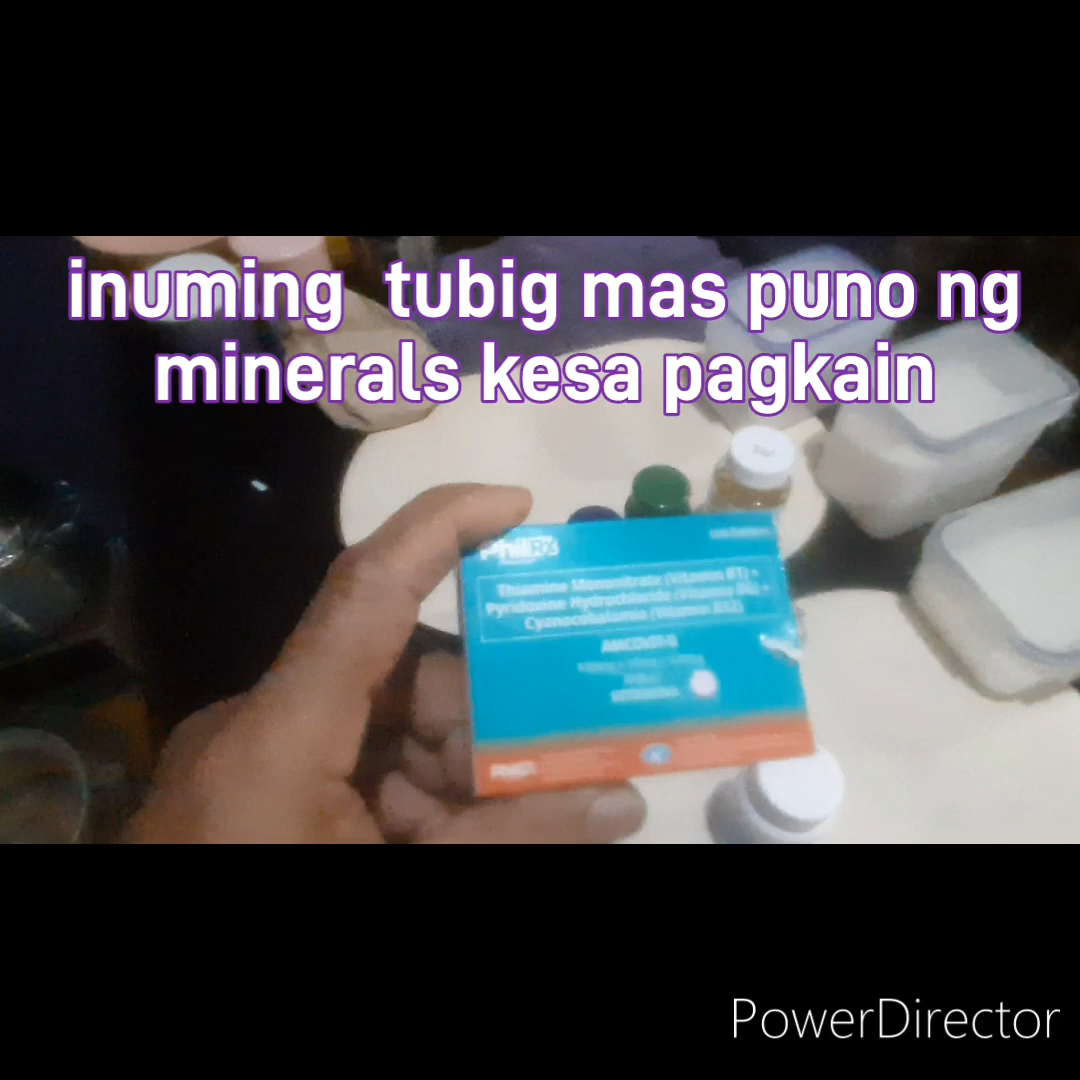 inuming tubig mas puno ng
minerals kesa pagkain
PhilRx
Thiamine Mononitrate (Vitamin B1) +
Pyridoxine Hydrochloride (Vitamin B6) +
Cyanocobalamin (Vitamin B12)
PowerDirector